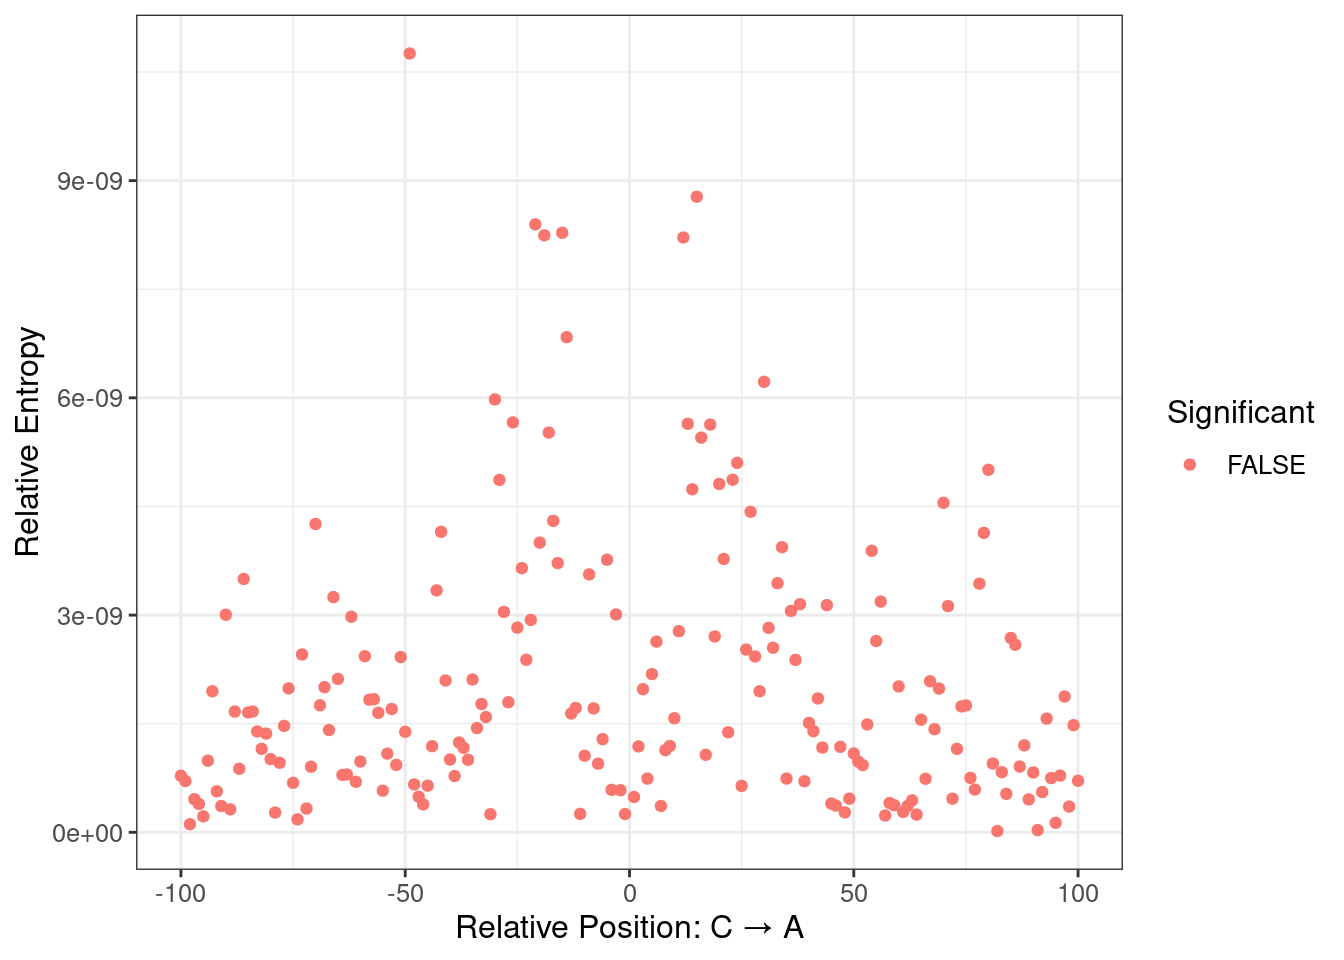 Relative Entropy
9e-09
6e-09
3e-09
0e+00
-100 -50 0 50 100
Relative Position: C → A
Significant
FALSE